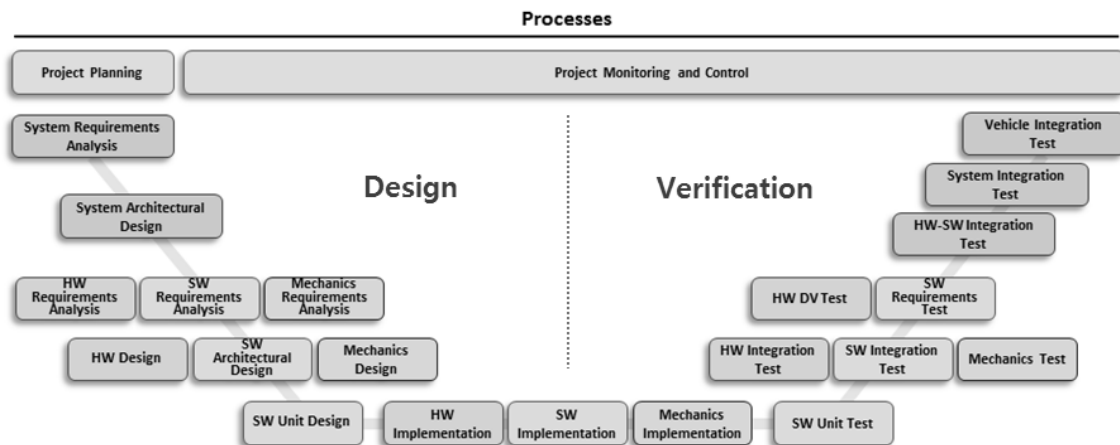 Processes
Project Planning
Project Monitoring and Control
System Requirements
Analysis
Vehicle Integration
Test
Design
Verification
System Integration
Test
System Architectural
Design
HW-SW Integration
Test
HW
Requirements
Analysis
SW
Requirements
Analysis
Mechanics
Requirements
Analysis
HW DV Test
SW
Requirements
Test
HW Design
SW
Architectural
Design
Mechanics
Design
HW Integration
Test
SW Integration
Test
Mechanics Test
SW Unit Design
HW
Implementation
SW
Implementation
Mechanics
Implementation
SW Unit Test